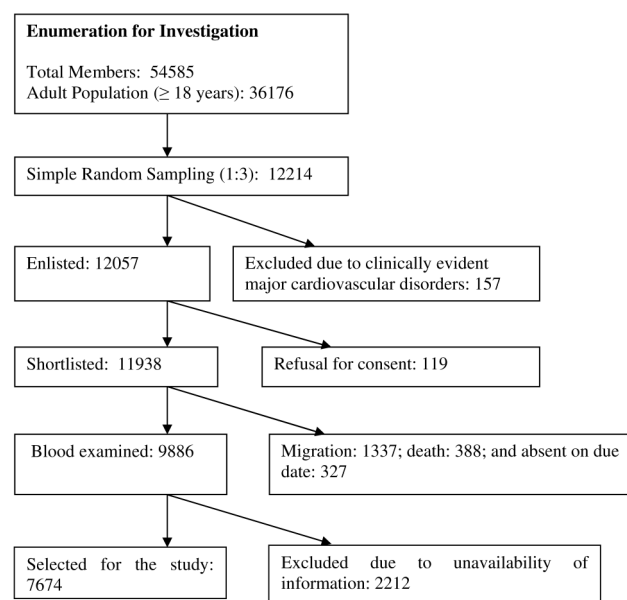 Enumeration for Investigation
Total Members: 54585
Adult Population (≥ 18 years): 36176
Simple Random Sampling (1:3): 12214
Enlisted: 12057
Excluded due to clinically evident
major cardiovascular disorders: 157
Shortlisted: 11938
Refusal for consent: 119
Blood examined: 9886
Migration: 1337; death: 388; and absent on due
date: 327
Selected for the study:
7674
Excluded due to unavailability of
information: 2212